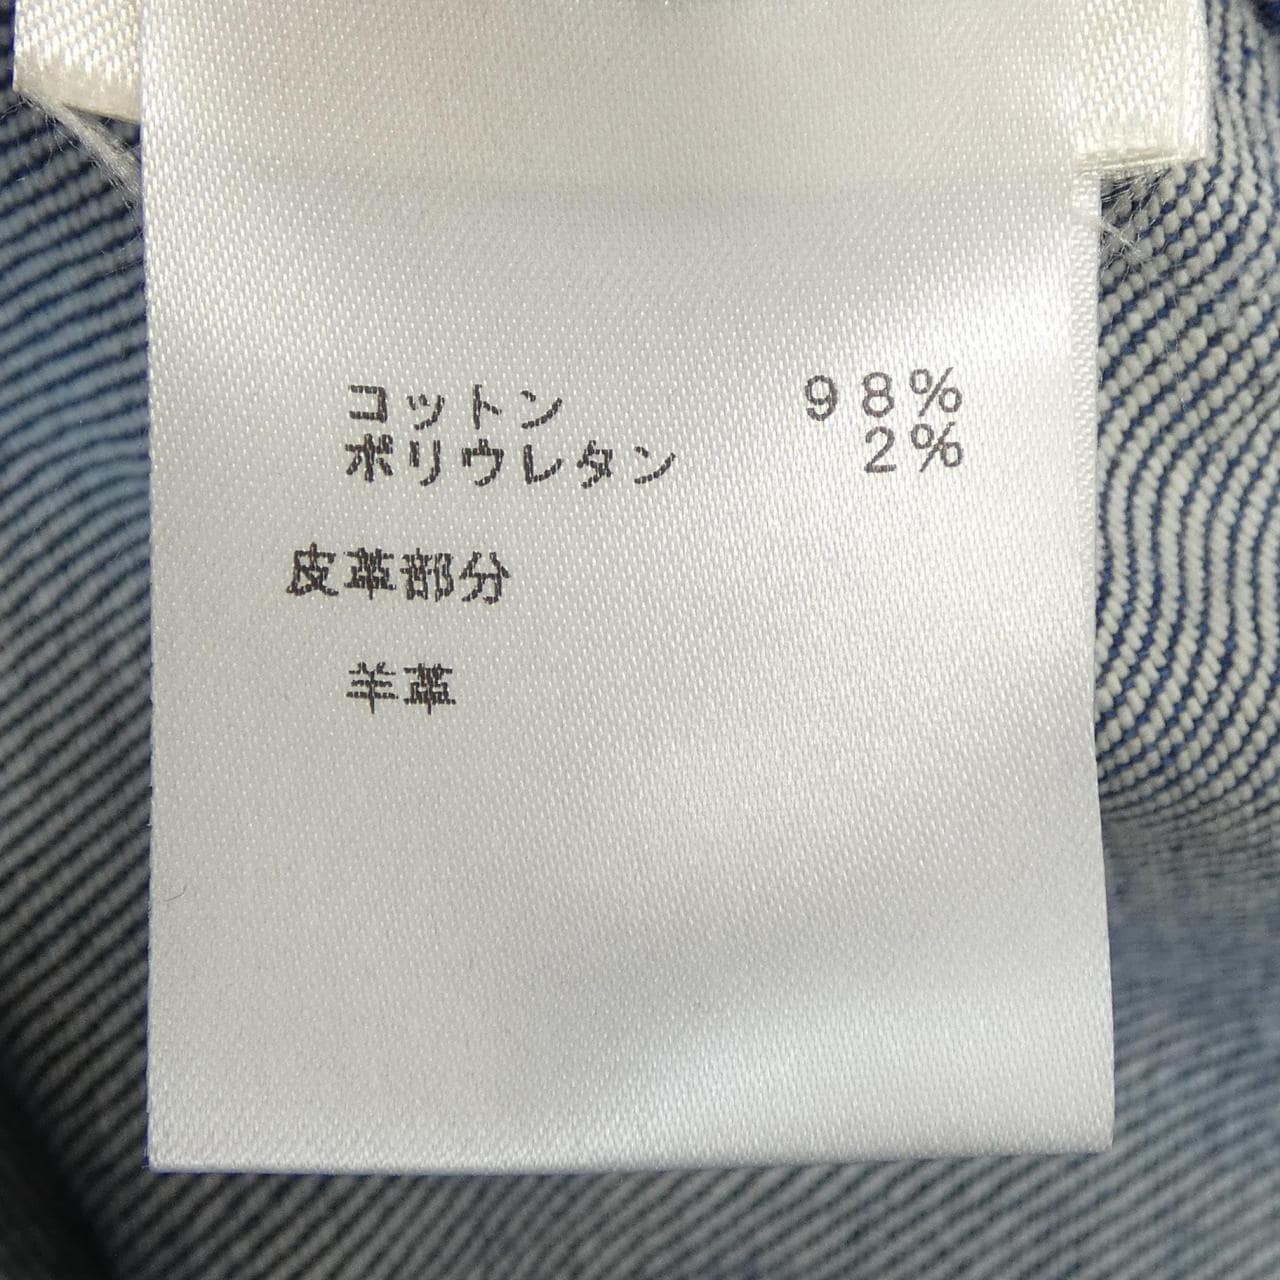 コットン 98%
ポリウレタン 2%
皮革部分
羊革